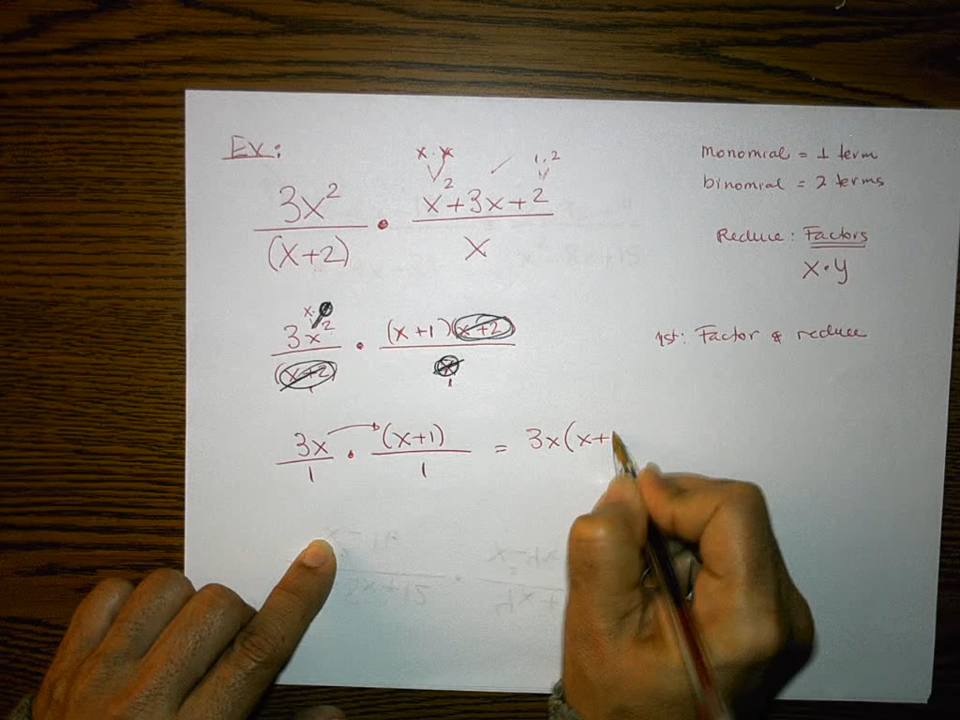 Ex:
x · x
1 · 2
3x² / (x+2) · x²+3x+2 / x
monomial = 1 term
binomial = 2 terms
Reduce: Factors
x·y
x·x
3x² / (x+2) 1 · (x+1)(x+2) / x 1
1st: Factor & reduce
3x / 1 · (x+1) / 1 = 3x(x+